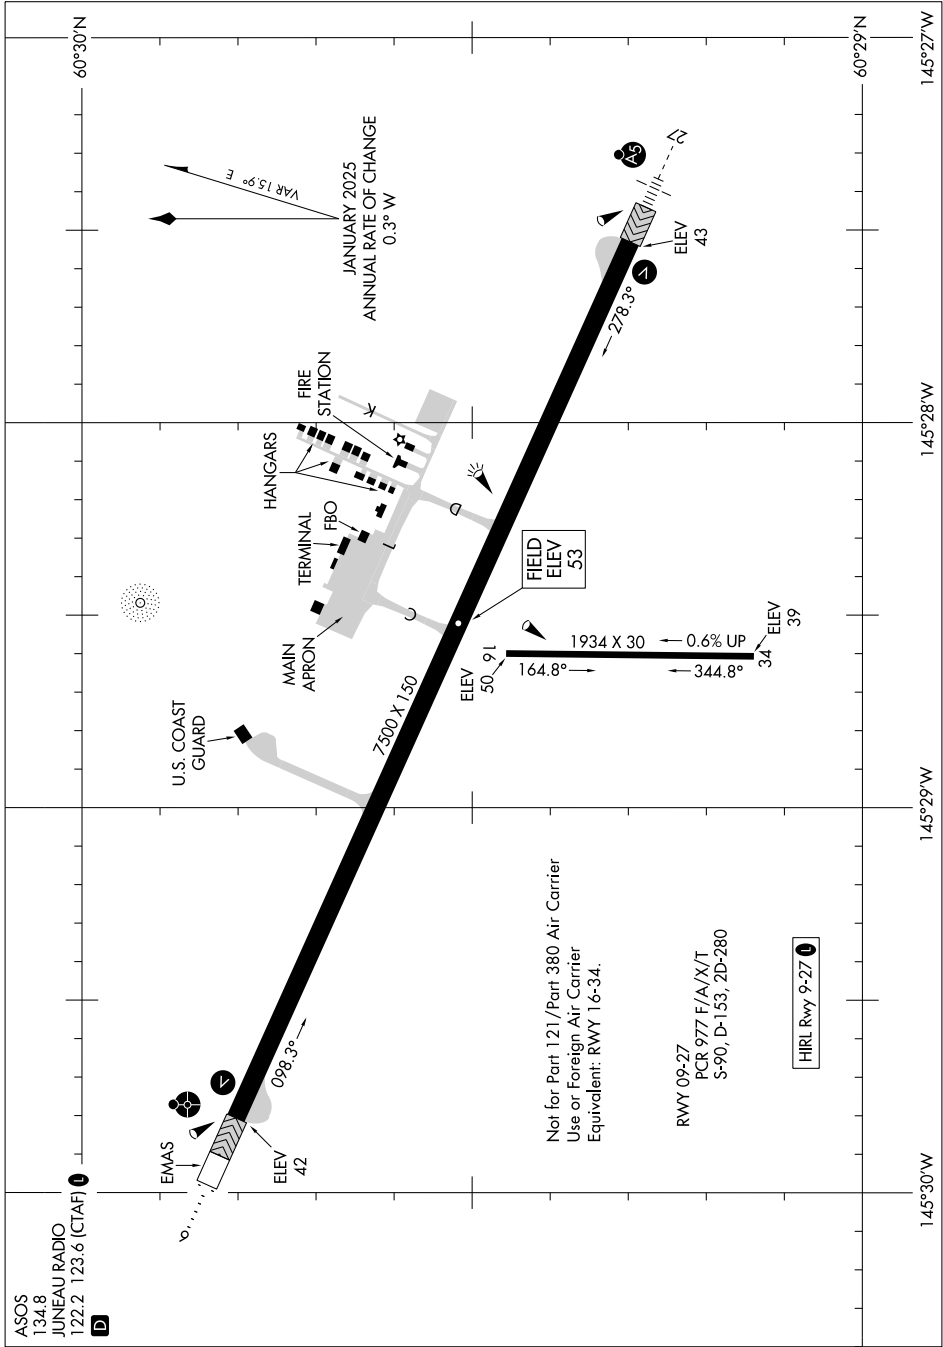 ASOS
134.8
JUNEAU RADIO
122.2 123.6 (CTAF) L
D
60°30'N
60°29'N
145°27'W
145°28'W
145°29'W
145°30'W
VAR 15.9° E
JANUARY 2025
ANNUAL RATE OF CHANGE
0.3° W
FIRE
STATION
HANGARS
FBO
TERMINAL
MAIN
APRON
U.S. COAST
GUARD
K
L
D
C
FIELD
ELEV
53
7500 X 150
EMAS
9
V
ELEV
42
098.3°
278.3°
V
ELEV
43
A5
27
ELEV
50
16
1934 X 30
0.6% UP
164.8°
344.8°
34
ELEV
39
Not for Part 121/Part 380 Air Carrier
Use or Foreign Air Carrier
Equivalent: RWY 16-34.
RWY 09-27
PCR 977 F/A/X/T
S-90, D-153, 2D-280
HIRL Rwy 9-27 L